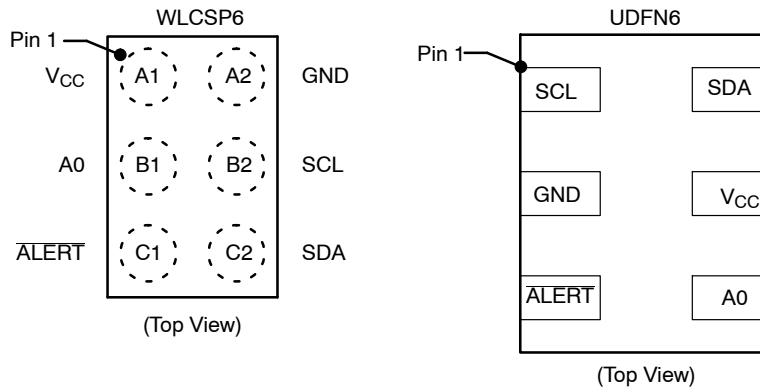 WLCSP6
Pin 1
VCC A1 A2 GND
A0 B1 B2 SCL
ALERT C1 C2 SDA
(Top View)
UDFN6
Pin 1
SCL SDA
GND VCC
ALERT A0
(Top View)